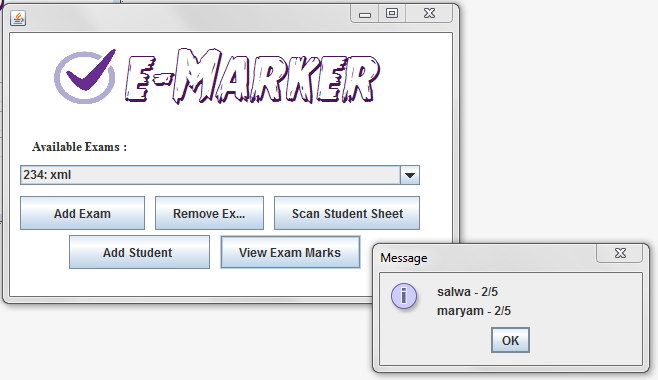 e-Marker
Available Exams :
234: xml
Add Exam
Remove Ex...
Scan Student Sheet
Add Student
View Exam Marks
Message
salwa - 2/5
maryam - 2/5
OK